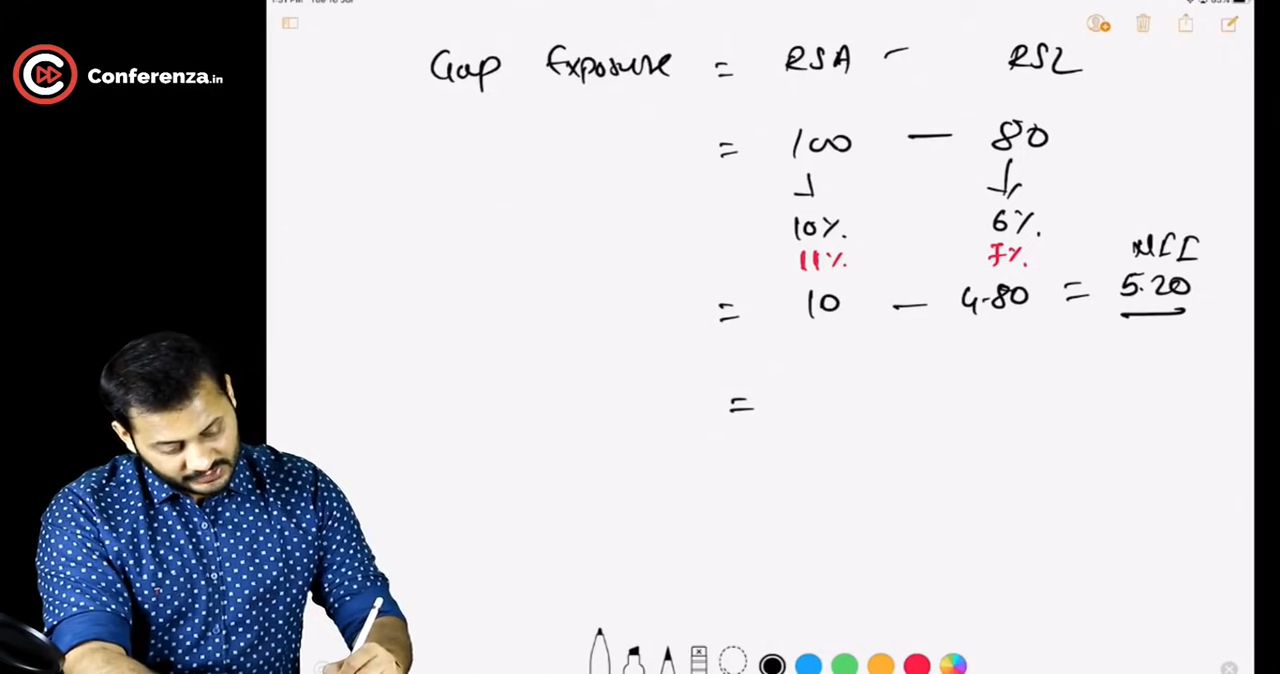 Conferenza.in
Gap Exposure = RSA - RSL
= 100 - 80
10% 6%
11% 7% NII
= 10 - 4.80 = 5.20
=